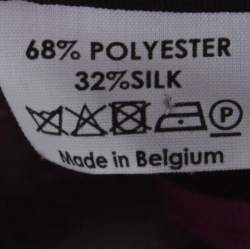 68% POLYESTER
32%SILK
P
Made in Belgium